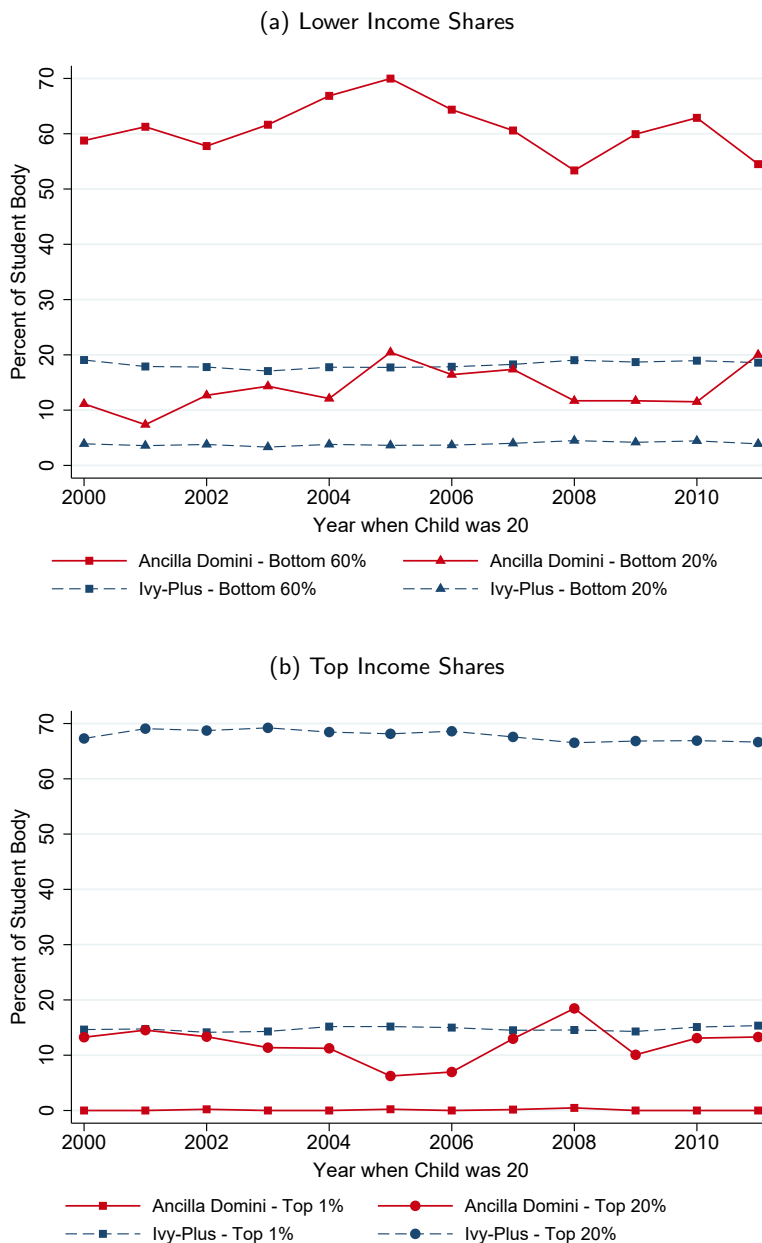 (a) Lower Income Shares
Percent of Student Body
70
60
50
40
30
20
10
0
2000 2002 2004 2006 2008 2010
Year when Child was 20
Ancilla Domini - Bottom 60% Ancilla Domini - Bottom 20%
Ivy-Plus - Bottom 60% Ivy-Plus - Bottom 20%
(b) Top Income Shares
Percent of Student Body
70
60
50
40
30
20
10
0
2000 2002 2004 2006 2008 2010
Year when Child was 20
Ancilla Domini - Top 1% Ancilla Domini - Top 20%
Ivy-Plus - Top 1% Ivy-Plus - Top 20%